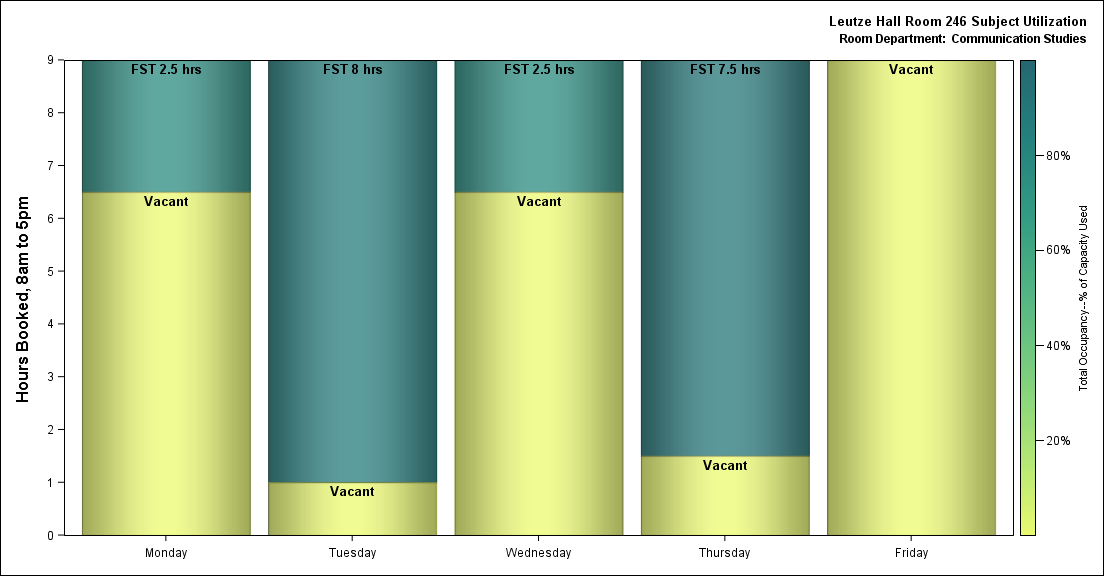 Leutze Hall Room 246 Subject Utilization
Room Department: Communication Studies
Hours Booked, 8am to 5pm
9
8
7
6
5
4
3
2
1
0
FST 2.5 hrs
FST 8 hrs
FST 2.5 hrs
FST 7.5 hrs
Vacant
Vacant
Vacant
Vacant
Vacant
Monday
Tuesday
Wednesday
Thursday
Friday
80%
60%
40%
20%
Total Occupancy--% of Capacity Used